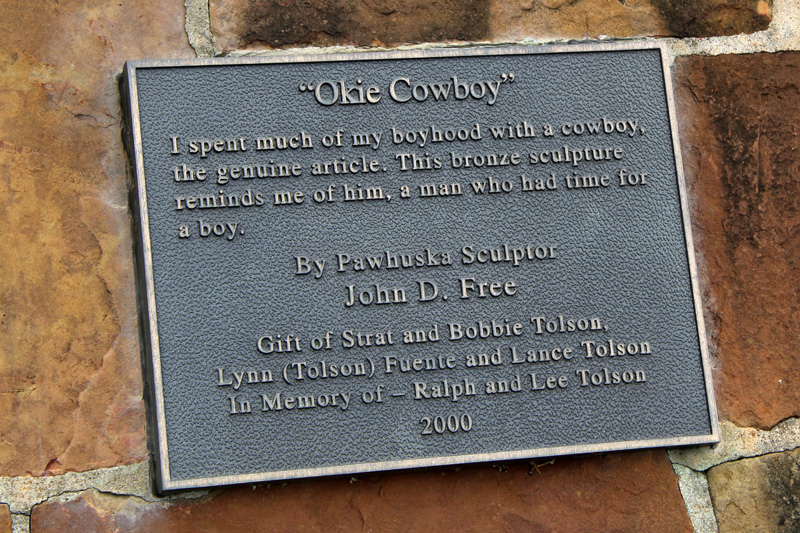 “Okie Cowboy”
I spent much of my boyhood with a cowboy,
the genuine article. This bronze sculpture
reminds me of him, a man who had time for
a boy.
By Pawhuska Sculptor
John D. Free
Gift of Strat and Bobbie Tolson,
Lynn (Tolson) Fuente and Lance Tolson
In Memory of – Ralph and Lee Tolson
2000